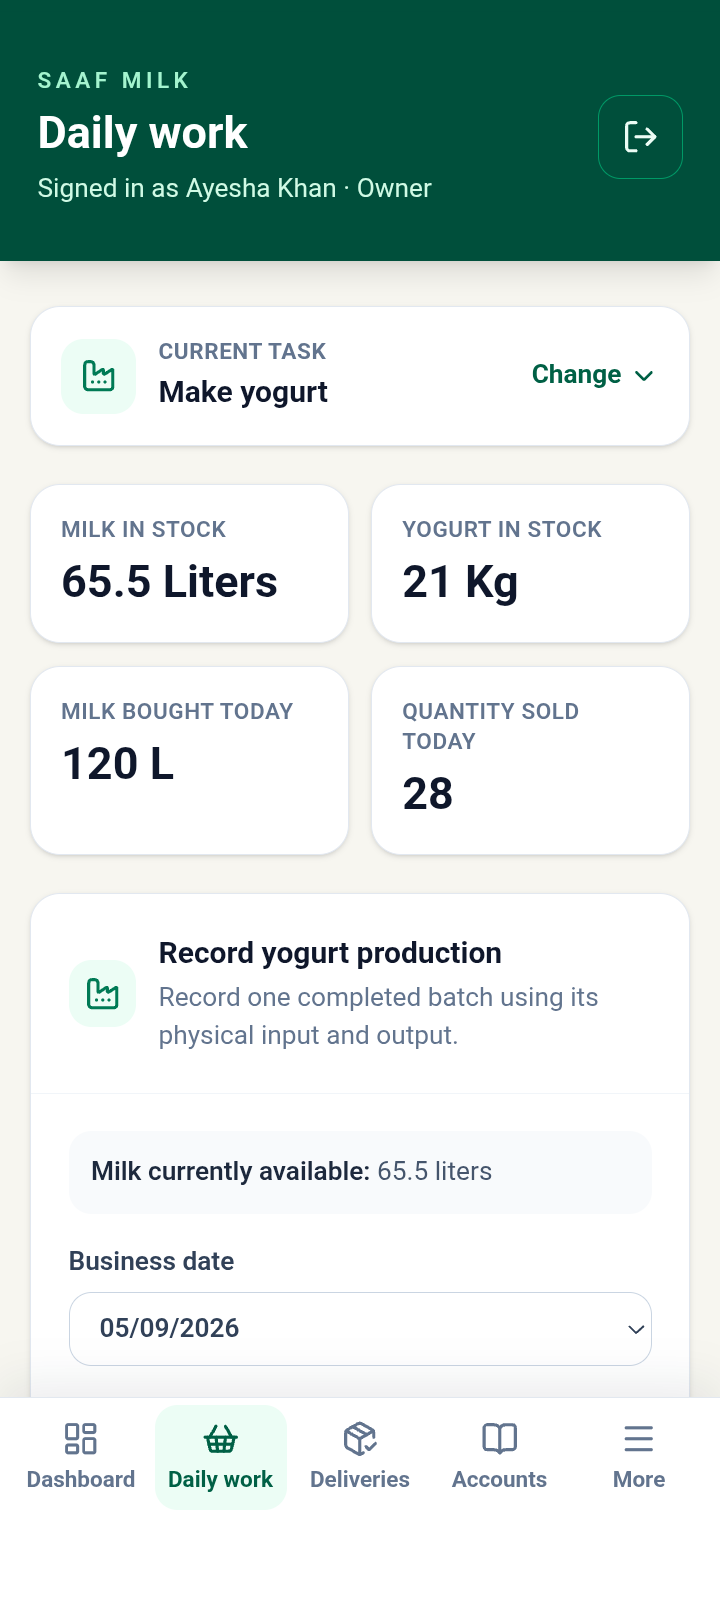 SAAF MILK
Daily work
Signed in as Ayesha Khan · Owner
CURRENT TASK
Make yogurt
Change
MILK IN STOCK
65.5 Liters
YOGURT IN STOCK
21 Kg
MILK BOUGHT TODAY
120 L
QUANTITY SOLD
TODAY
28
Record yogurt production
Record one completed batch using its
physical input and output.
Milk currently available: 65.5 liters
Business date
05/09/2026
Dashboard
Daily work
Deliveries
Accounts
More